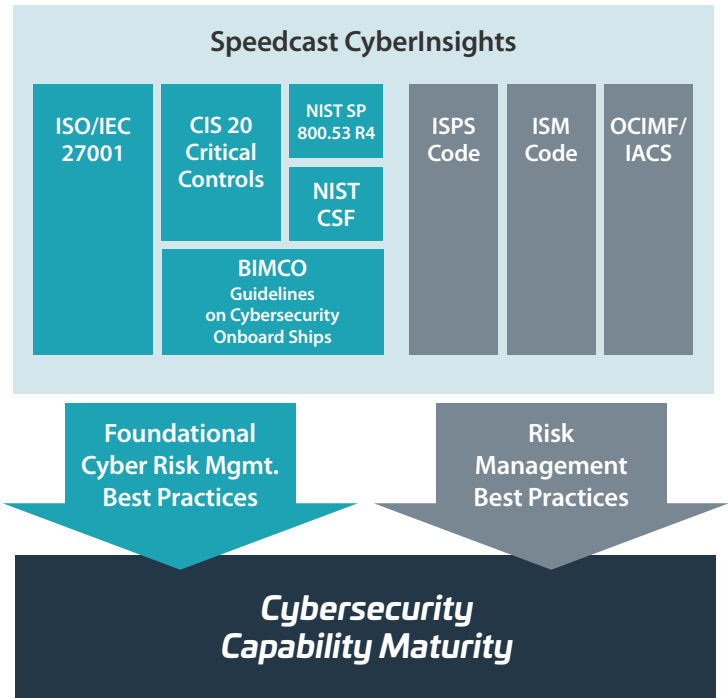 Speedcast CyberInsights
ISO/IEC
27001
CIS 20
Critical
Controls
NIST SP
800.53 R4
NIST
CSF
BIMCO
Guidelines
on Cybersecurity
Onboard Ships
ISPS
Code
ISM
Code
OCIMF/
IACS
Foundational
Cyber Risk Mgmt.
Best Practices
Risk
Management
Best Practices
Cybersecurity
Capability Maturity